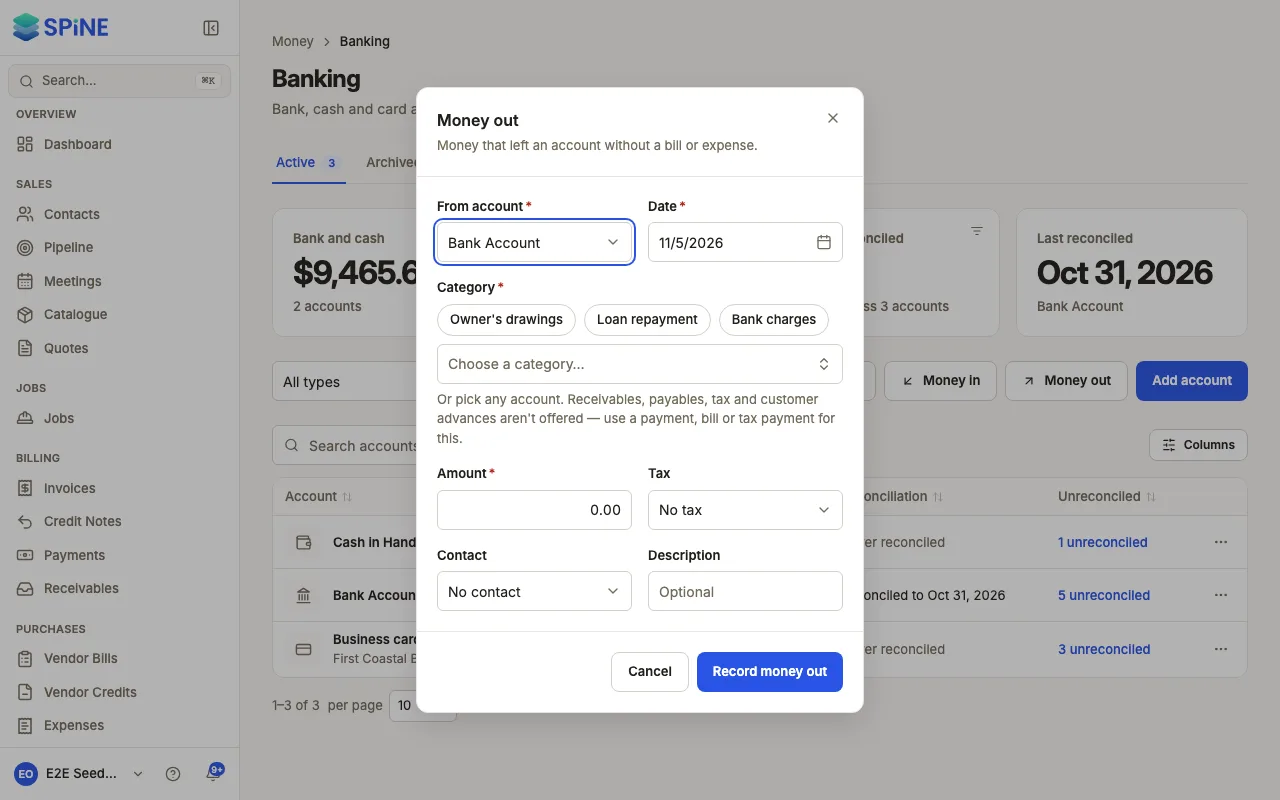 SPiNE
Search...
⌘K
OVERVIEW
Dashboard
SALES
Contacts
Pipeline
Meetings
Catalogue
Quotes
JOBS
Jobs
BILLING
Invoices
Credit Notes
Payments
Receivables
PURCHASES
Vendor Bills
Vendor Credits
Expenses
EO
E2E Seed...
9+
Money > Banking
Banking
Bank, cash and card a
Active 3
Archived
Bank and cash
$9,465.6
2 accounts
nciled
ss 3 accounts
Last reconciled
Oct 31, 2026
Bank Account
All types
Money in
Money out
Add account
Search accounts
Columns
Account
onciliation
Unreconciled
Cash in Hand
er reconciled
1 unreconciled
Bank Accoun
onciled to Oct 31, 2026
5 unreconciled
Business car
First Coastal B
er reconciled
3 unreconciled
1–3 of 3 per page 10
Money out
Money that left an account without a bill or expense.
From account *
Date *
Bank Account
11/5/2026
Category *
Owner's drawings
Loan repayment
Bank charges
Choose a category...
Or pick any account. Receivables, payables, tax and customer
advances aren't offered — use a payment, bill or tax payment for
this.
Amount *
Tax
0.00
No tax
Contact
Description
No contact
Optional
Cancel
Record money out